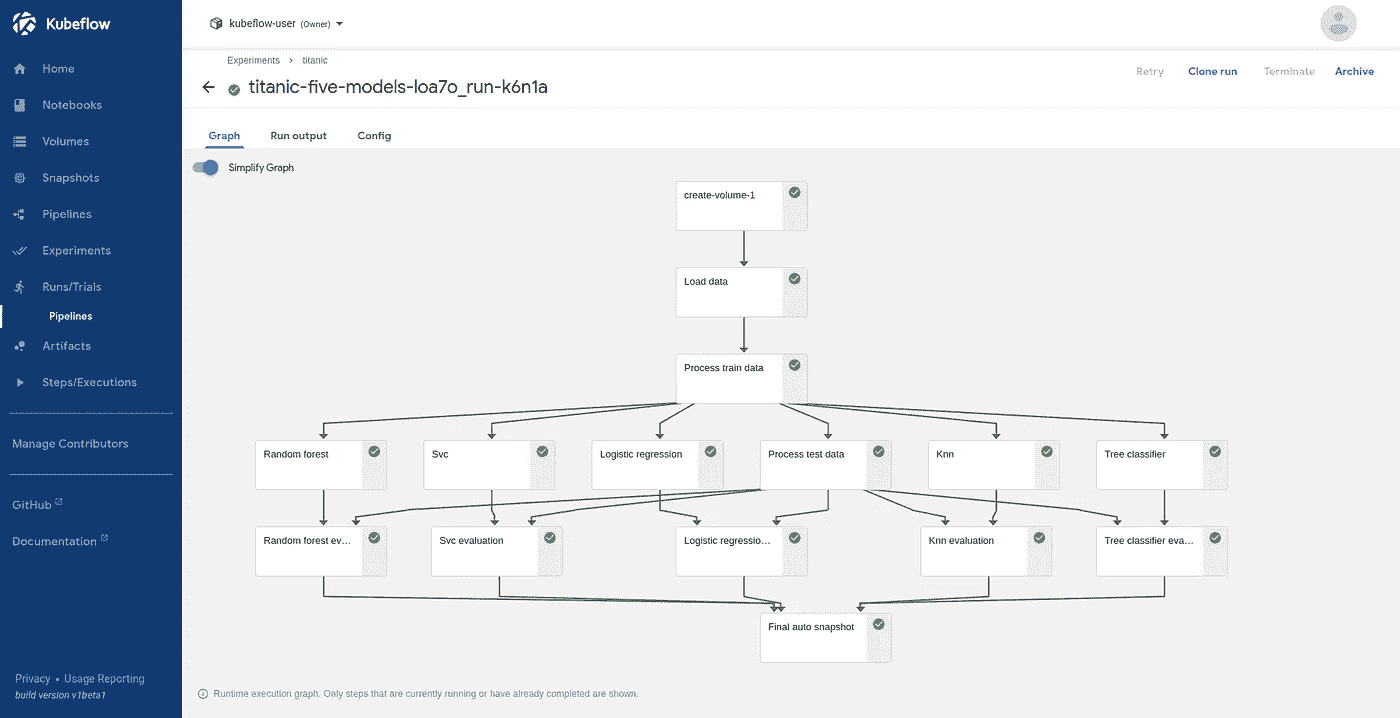 Kubeflow
kubeflow-user (Owner)
Home
Notebooks
Volumes
Snapshots
Pipelines
Experiments
Runs/Trials
Pipelines
Artifacts
Steps/Executions
Manage Contributors
GitHub
Documentation
Privacy • Usage Reporting
build version v1beta1
Experiments > titanic
titanic-five-models-loa7o_run-k6n1a
Retry Clone run Terminate Archive
Graph Run output Config
Simplify Graph
create-volume-1
Load data
Process train data
Random forest Svc Logistic regression Process test data Knn Tree classifier
Random forest ev... Svc evaluation Logistic regressio... Knn evaluation Tree classifier eva...
Final auto snapshot
Runtime execution graph. Only steps that are currently running or have already completed are shown.